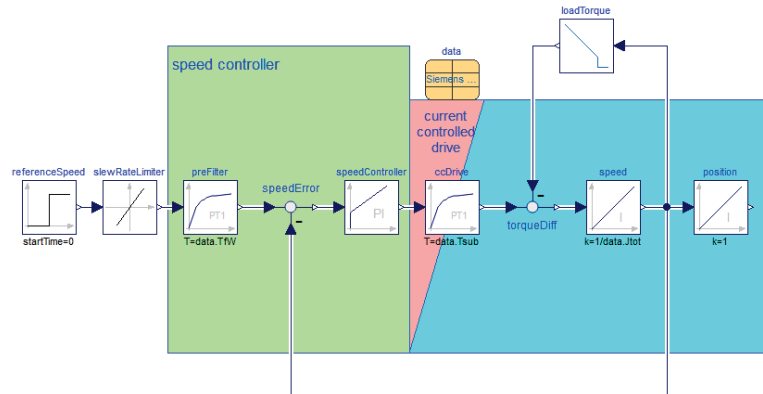 loadTorque
data
Siemens ...
speed controller
current
controlled
drive
referenceSpeed
slewRateLimiter
preFilter
speedError
speedController
ccDrive
speed
position
PT1
PI
PT1
I
I
torqueDiff
startTime=0
T=data.TfW
T=data.Tsub
k=1/data.Jtot
k=1